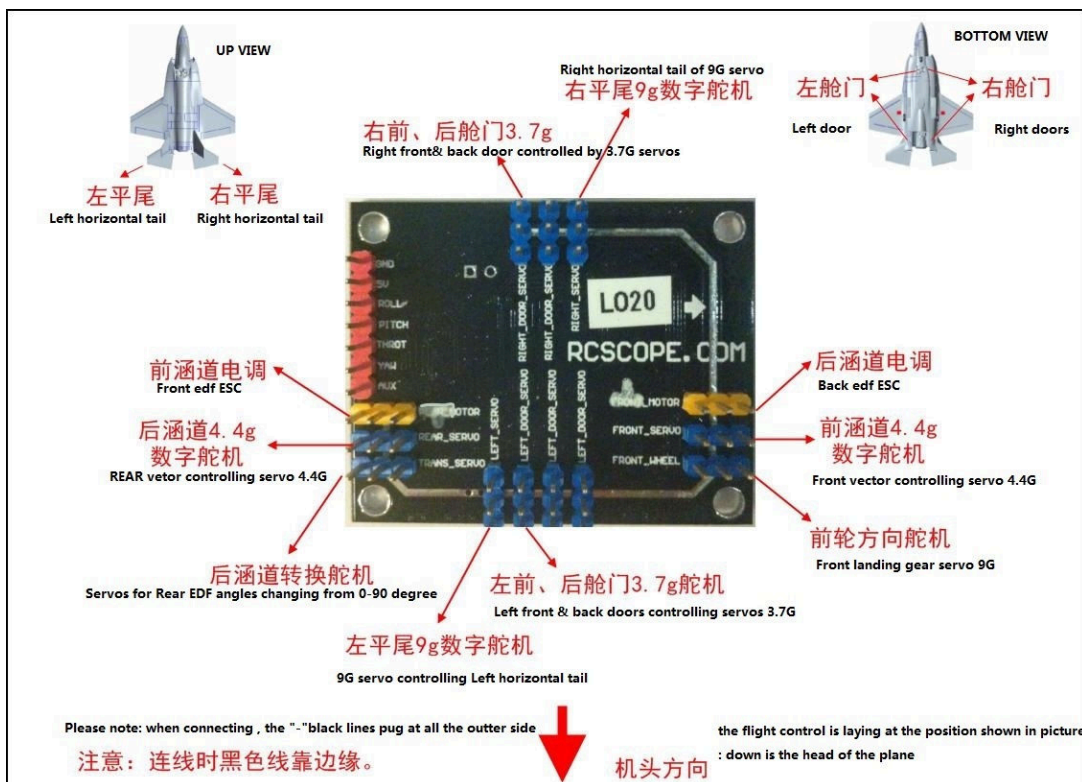 UP VIEW
BOTTOM VIEW
Right horizontal tail of 9G servo
右平尾9g数字舵机
左舱门
右舱门
Left door
Right doors
右前、后舱门3.7g
Right front& back door controlled by 3.7G servos
左平尾
右平尾
Left horizontal tail
Right horizontal tail
GND
5V
ROLL
PITCH
THROT
YAW
AUX
RIGHT_DOOR_SERVO
RIGHT_DOOR_SERVO
RIGHT_SERVO
LO20
RCSCOPE.COM
前涵道电调
Front edf ESC
后涵道电调
Back edf ESC
MOTOR
REAR_SERVO
TRANS_SERVO
LEFT_SERVO
LEFT_DOOR_SERVO
LEFT_DOOR_SERVO
LEFT_SERVO
FRONT_MOTOR
FRONT_SERVO
FRONT_WHEEL
后涵道4.4g
数字舵机
REAR vetor controlling servo 4.4G
前涵道4.4g
数字舵机
Front vector controlling servo 4.4G
前轮方向舵机
Front landing gear servo 9G
后涵道转换舵机
Servos for Rear EDF angles changing from 0-90 degree
左前、后舱门3.7g舵机
Left front & back doors controlling servos 3.7G
左平尾9g数字舵机
9G servo controlling Left horizontal tail
Please note: when connecting , the "-"black lines pug at all the outter side
注意：连线时黑色线靠边缘。
机头方向
the flight control is laying at the position shown in picture
: down is the head of the plane